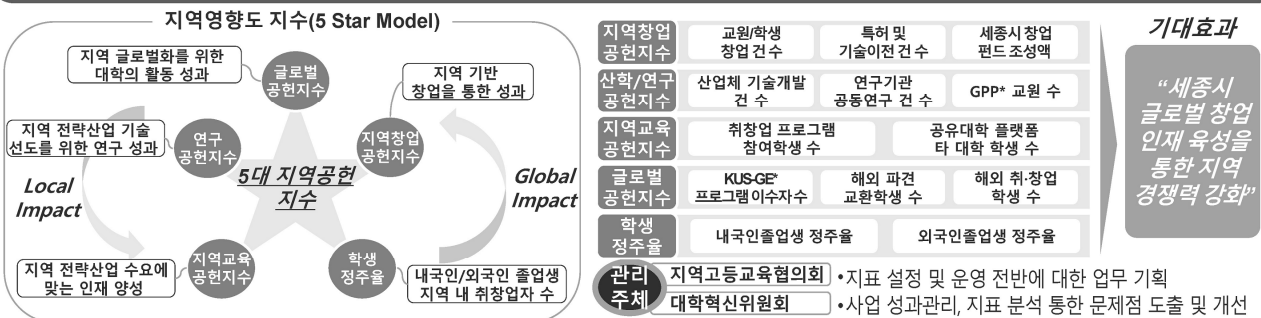 지역영향도 지수(5 Star Model)
지역 글로벌화를 위한
대학의 활동 성과
글로벌
공헌지수
지역 기반
창업을 통한 성과
지역 전략산업 기술
선도를 위한 연구 성과
연구
공헌지수
지역창업
공헌지수
5대 지역공헌
지수
Local
Impact
Global
Impact
지역교육
공헌지수
학생
정주율
지역 전략산업 수요에
맞는 인재 양성
내국인/외국인 졸업생
지역 내 취창업자 수
지역창업
공헌지수
교원/학생
창업 건 수
특허 및
기술이전 건 수
세종시 창업
펀드 조성액
산학/연구
공헌지수
산업체 기술개발
건 수
연구기관
공동연구 건 수
GPP* 교원 수
지역교육
공헌지수
취창업 프로그램
참여학생 수
공유대학 플랫폼
타 대학 학생 수
글로벌
공헌지수
KUS-GE*
프로그램 이수자 수
해외 파견
교환학생 수
해외 취·창업
학생 수
학생
정주율
내국인졸업생 정주율
외국인졸업생 정주율
관리
주체
지역고등교육협의회
•지표 설정 및 운영 전반에 대한 업무 기획
대학혁신위원회
•사업 성과관리, 지표 분석 통한 문제점 도출 및 개선
기대효과
“세종시
글로벌 창업
인재 육성을
통한 지역
경쟁력 강화”